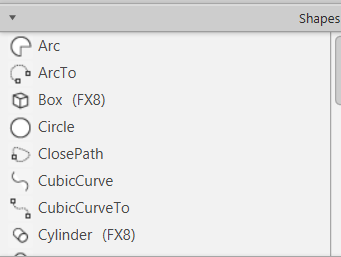 Shapes
Arc
ArcTo
Box (FX8)
Circle
ClosePath
CubicCurve
CubicCurveTo
Cylinder (FX8)